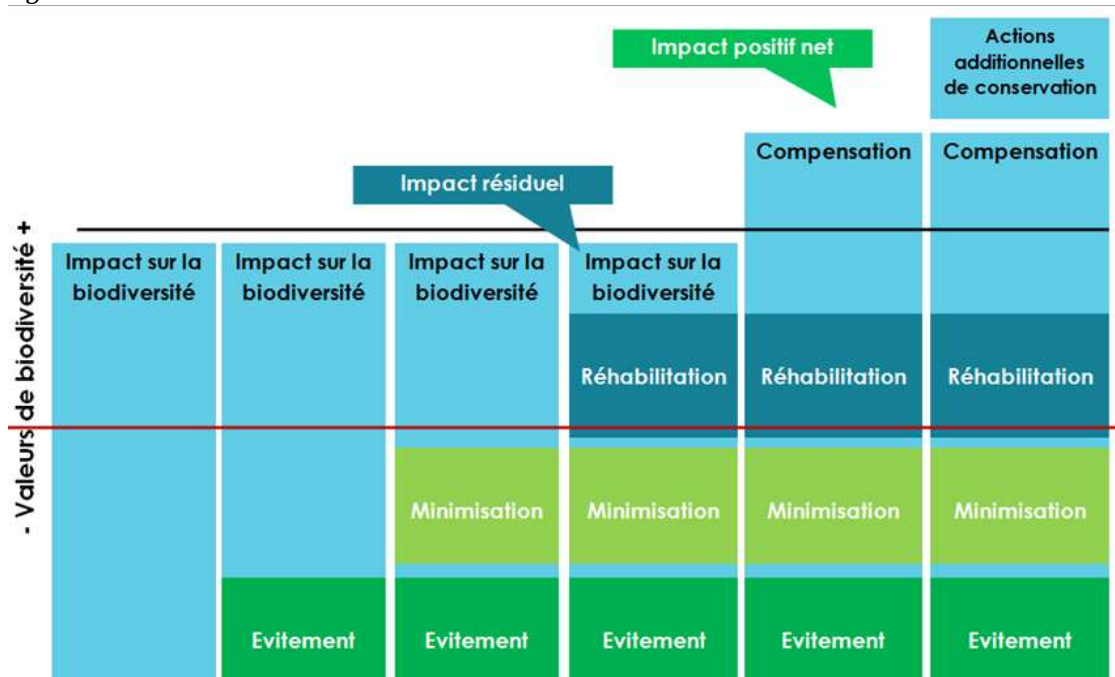 Impact positif net
Actions
additionnelles
de conservation
Compensation
Compensation
Impact résiduel
- Valeurs de biodiversité +
Impact sur la
biodiversité
Impact sur la
biodiversité
Impact sur la
biodiversité
Impact sur la
biodiversité
Réhabilitation
Réhabilitation
Réhabilitation
Minimisation
Minimisation
Minimisation
Minimisation
Evitement
Evitement
Evitement
Evitement
Evitement